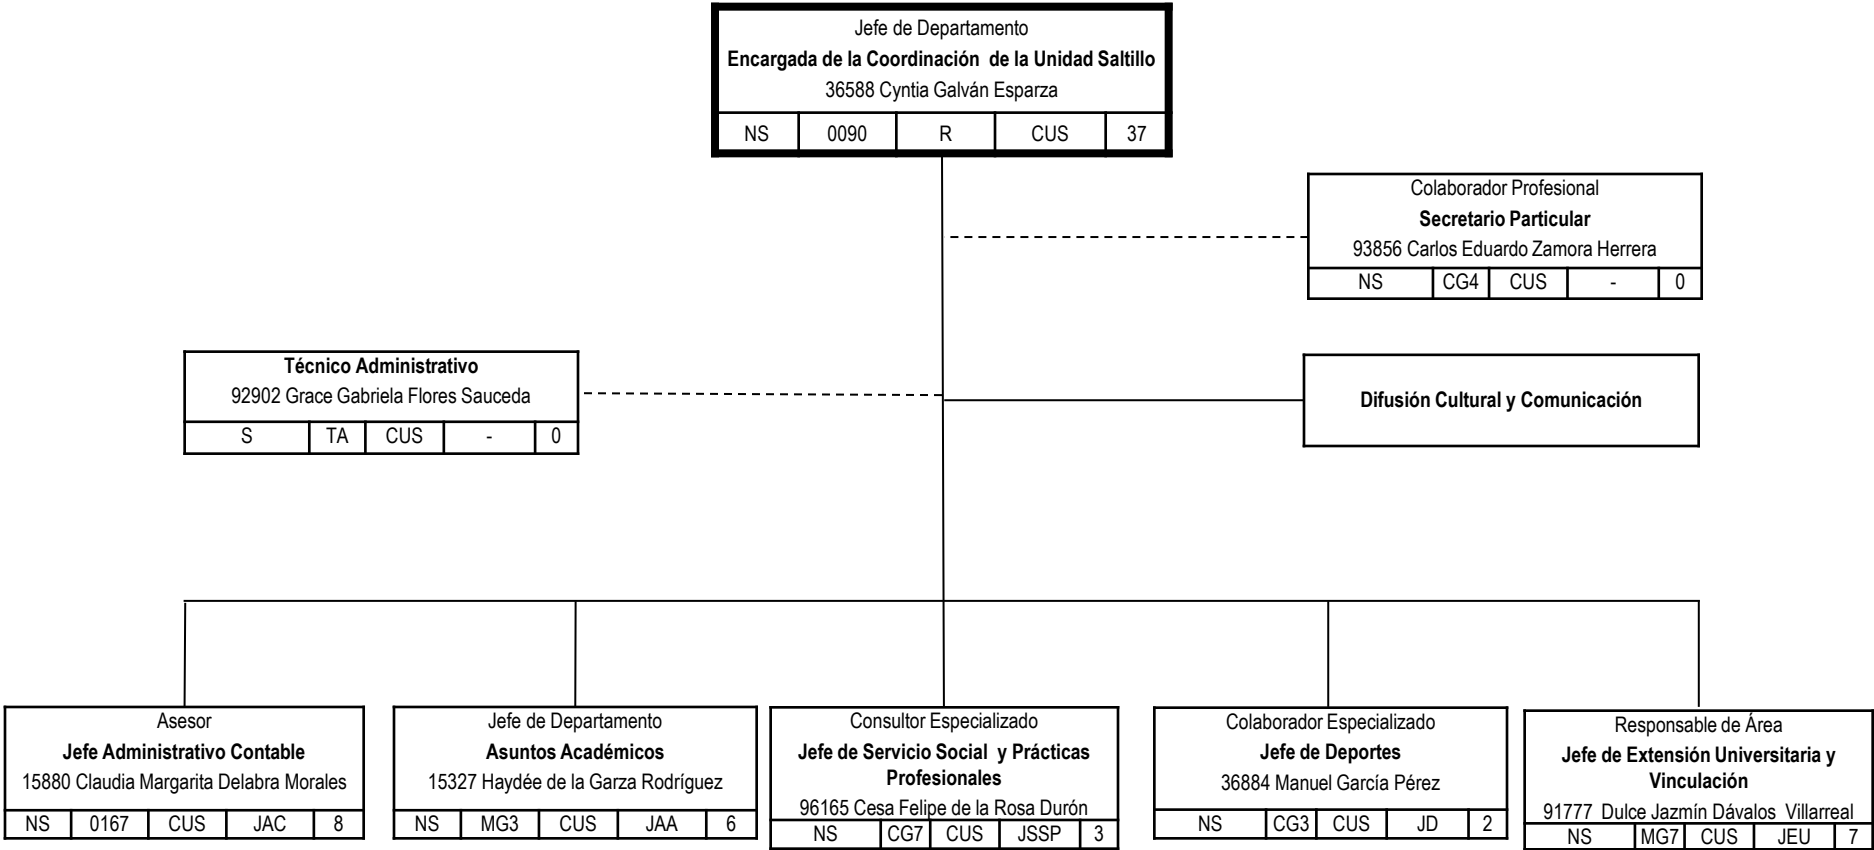 Jefe de Departamento
Encargada de la Coordinación de la Unidad Saltillo
36588 Cyntia Galván Esparza
NS 0090 R CUS 37
Colaborador Profesional
Secretario Particular
93856 Carlos Eduardo Zamora Herrera
NS CG4 CUS - 0
Técnico Administrativo
92902 Grace Gabriela Flores Sauceda
S TA CUS - 0
Difusión Cultural y Comunicación
Asesor
Jefe Administrativo Contable
15880 Claudia Margarita Delabra Morales
NS 0167 CUS JAC 8
Jefe de Departamento
Asuntos Académicos
15327 Haydée de la Garza Rodríguez
NS MG3 CUS JAA 6
Consultor Especializado
Jefe de Servicio Social y Prácticas
Profesionales
96165 Cesa Felipe de la Rosa Durón
NS CG7 CUS JSSP 3
Colaborador Especializado
Jefe de Deportes
36884 Manuel García Pérez
NS CG3 CUS JD 2
Responsable de Área
Jefe de Extensión Universitaria y
Vinculación
91777 Dulce Jazmín Dávalos Villarreal
NS MG7 CUS JEU 7